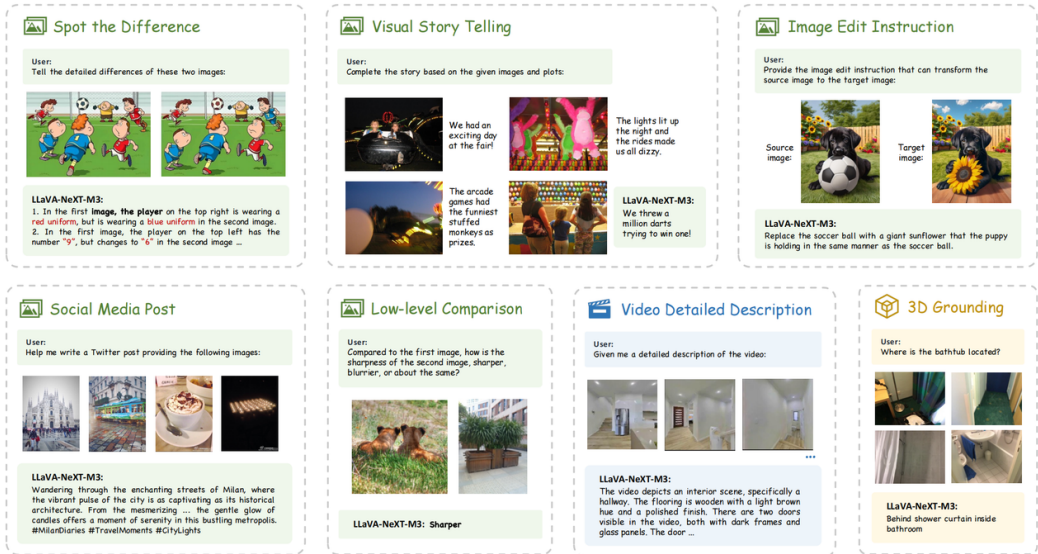 Spot the Difference
User:
Tell the detailed differences of these two images:
LLaVA-NeXT-M3:
1. In the first image, the player on the top right is wearing a
red uniform, but is wearing a blue uniform in the second image.
2. In the first image, the player on the top left has the
number "9", but changes to "6" in the second image ...
Visual Story Telling
User:
Complete the story based on the given images and plots:
We had an
exciting day
at the fair!
The lights lit up
the night and
the rides made
us all dizzy.
The arcade
games had
the funniest
stuffed
monkeys as
prizes.
LLaVA-NeXT-M3:
We threw a
million darts
trying to win one!
Image Edit Instruction
User:
Provide the image edit instruction that can transform the
source image to the target image:
Source
image:
Target
image:
LLaVA-NeXT-M3:
Replace the soccer ball with a giant sunflower that the puppy
is holding in the same manner as the soccer ball.
Social Media Post
User:
Help me write a Twitter post providing the following images:
LLaVA-NeXT-M3:
Wandering through the enchanting streets of Milan, where
the vibrant pulse of the city is as captivating as its historical
architecture. From the mesmerizing .... the gentle glow of
candles offers a moment of serenity in this bustling metropolis.
#MilanDiaries #TravelMoments #CityLights
Low-level Comparison
User:
Compared to the first image, how is the
sharpness of the second image, sharper,
blurrier, or about the same?
LLaVA-NeXT-M3: Sharper
Video Detailed Description
User:
Given me a detailed description of the video:
...
LLaVA-NeXT-M3:
The video depicts an interior scene, specifically a
hallway. The flooring is wooden with a light brown
hue and a polished finish. There are two doors
visible in the video, both with dark frames and
glass panels. The door ...
3D Grounding
User:
Where is the bathtub located?
LLaVA-NeXT-M3:
Behind shower curtain inside
bathroom